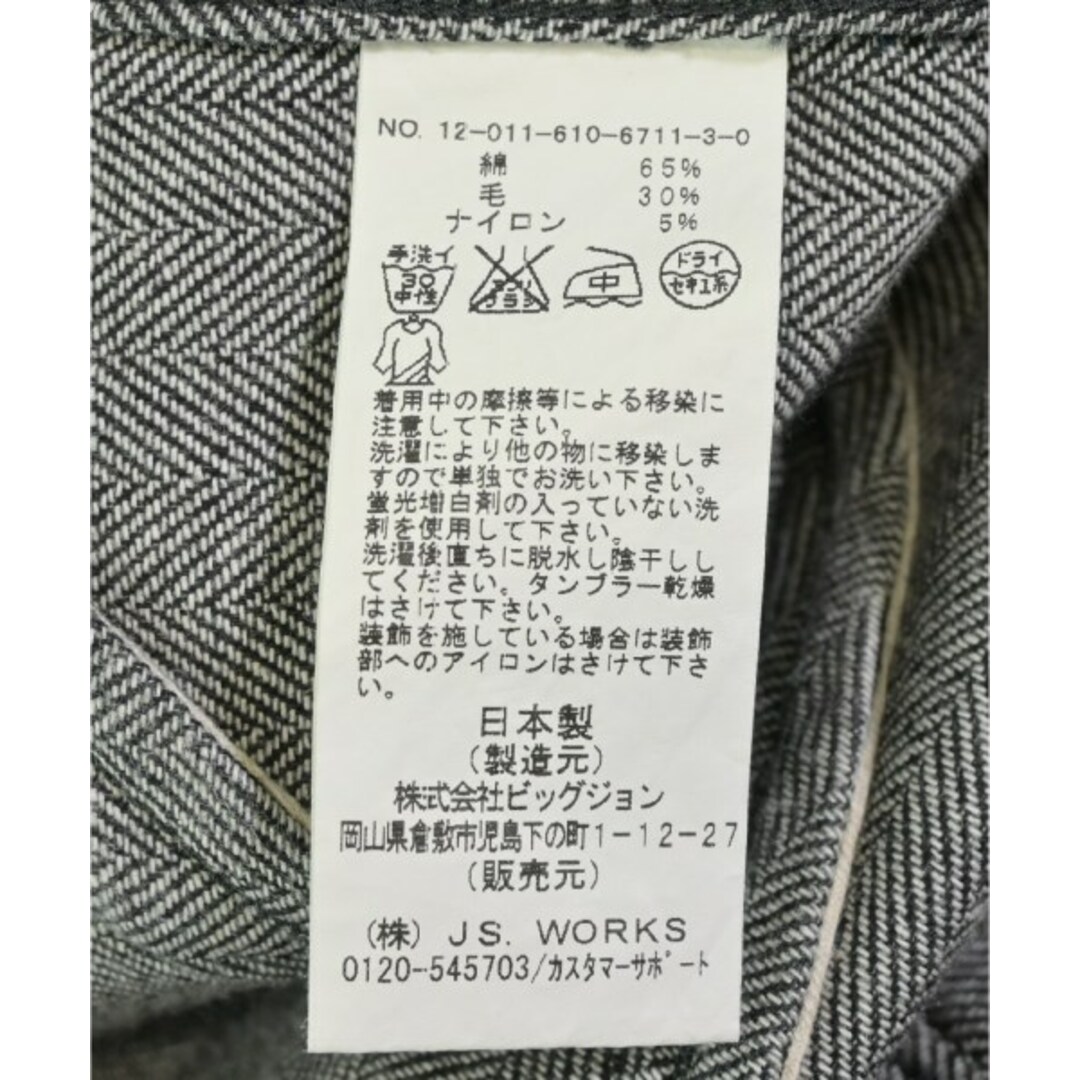 NO. 12-011-610-6711-3-0
綿 65%
毛 30%
ナイロン 5%
手洗イ
30
中性
エンソ
サラシ
中
ドライ
セキユ系
着用中の摩擦等による移染に
注意して下さい。
洗濯により他の物に移染しま
すので単独でお洗い下さい。
蛍光増白剤の入っていない洗
剤を使用して下さい。
洗濯後直ちに脱水し陰干しし
てください。タンブラー乾燥
はさけて下さい。
装飾を施している場合は装飾
部へのアイロンはさけて下さ
い。
日本製
(製造元)
株式会社ビッグジョン
岡山県倉敷市児島下の町1-12-27
(販売元)
(株) JS. WORKS
0120-545703/カスタマーサポート